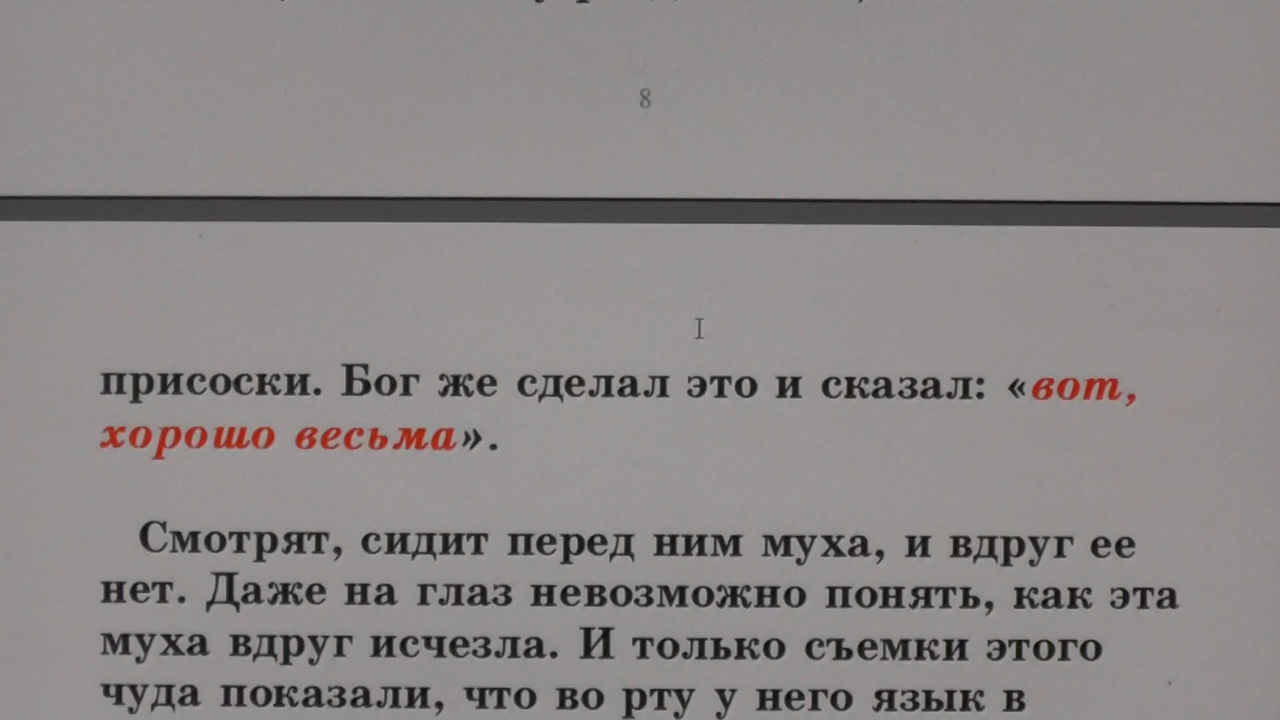 8
присоски. Бог же сделал это и сказал: «вот,
хорошо весьма».
Смотрят, сидит перед ним муха, и вдруг ее
нет. Даже на глаз невозможно понять, как эта
муха вдруг исчезла. И только съемки этого
чуда показали, что во рту у него язык в